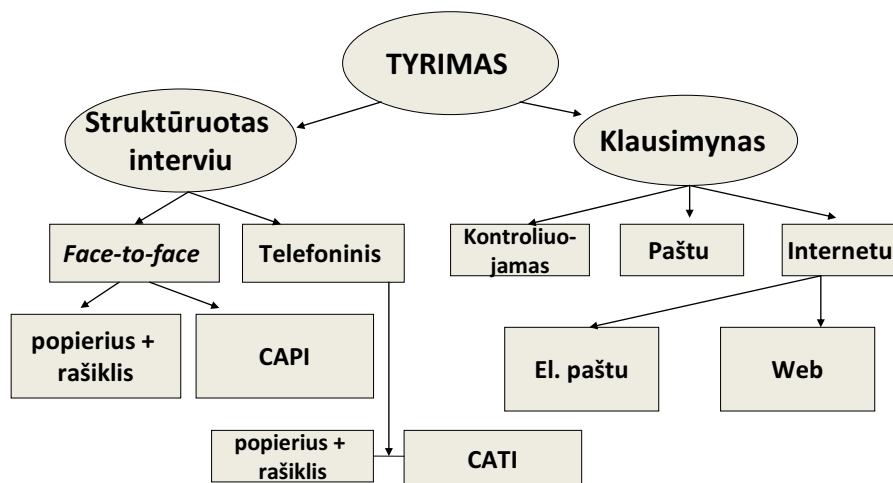 TYRIMAS
Struktūruotas
interviu
Klausimynas
Face-to-face
Telefoninis
Kontroliuo-
jamas
Paštu
Internetu
popierius +
rašiklis
CAPI
El. paštu
Web
popierius +
rašiklis
CATI